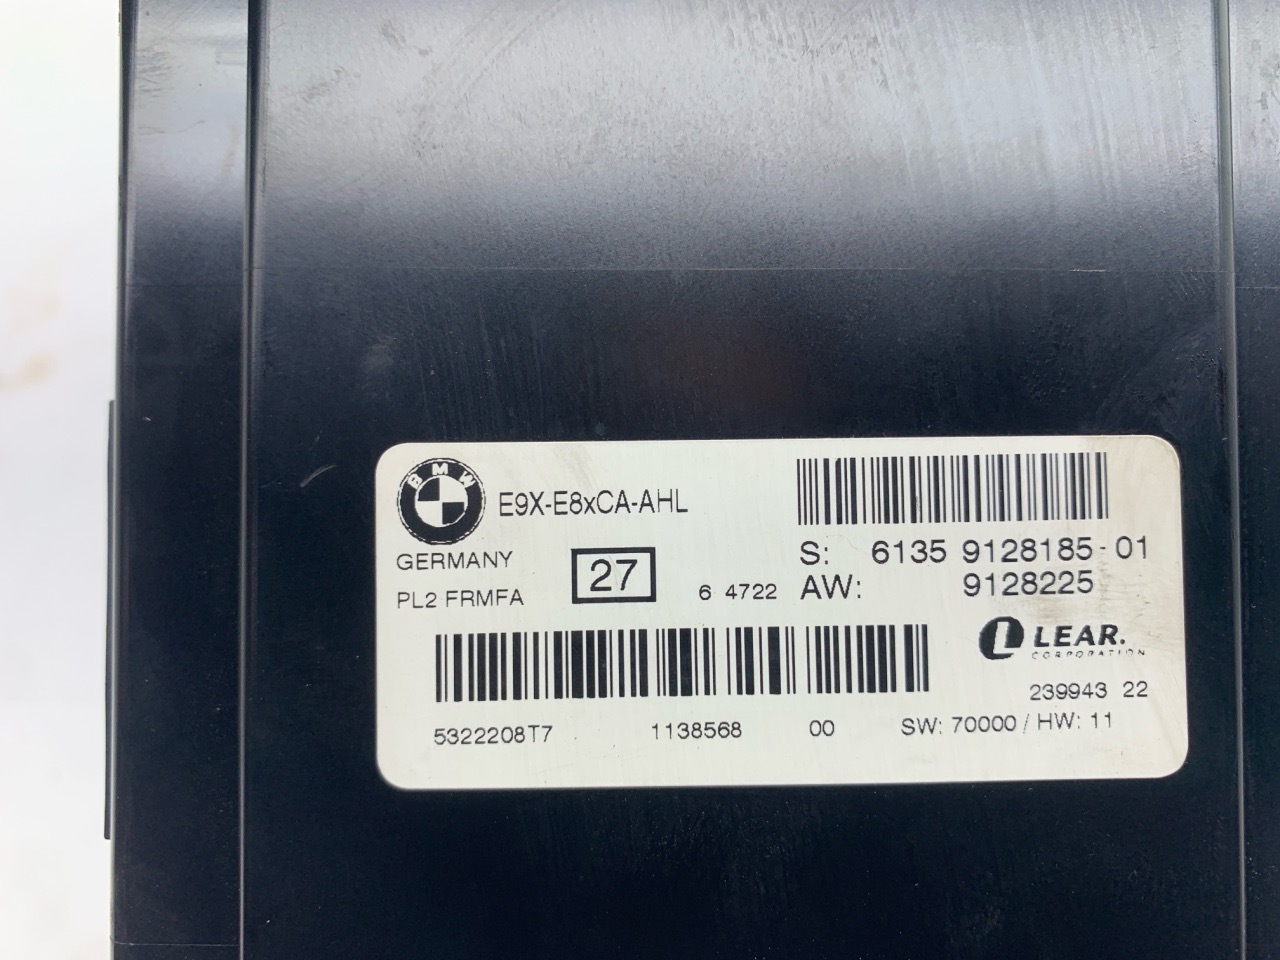 BMW
E9X-E8xCA-AHL
GERMANY
PL2 FRMFA
27
6 4722
S: 6135 9128185-01
AW: 9128225
LEAR.
CORPORATION
239943 22
5322208T7 1138568 00 SW: 70000 / HW: 11